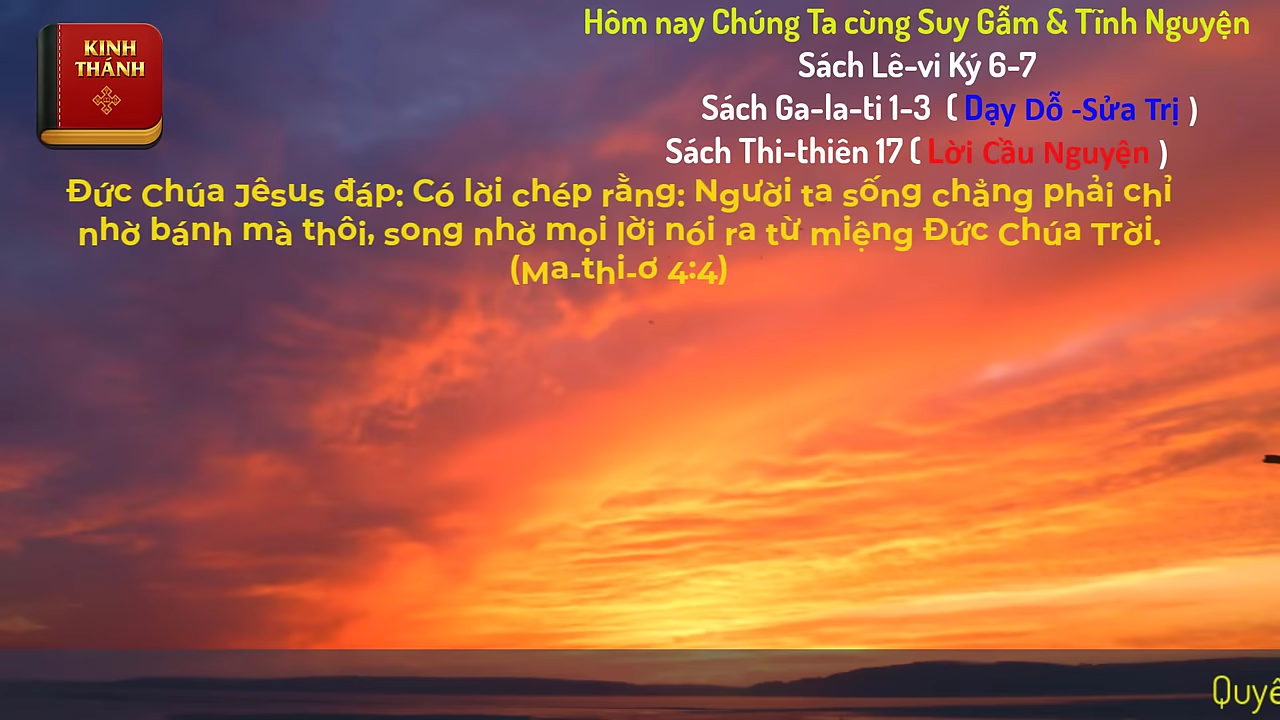 KINH
THÁNH
Hôm nay Chúng Ta cùng Suy Gẫm & Tĩnh Nguyện
Sách Lê-vi Ký 6-7
Sách Ga-la-ti 1-3 ( Dạy Dỗ -Sửa Trị )
Sách Thi-thiên 17 ( Lời Cầu Nguyện )
Đức Chúa Jêsus đáp: Có lời chép rằng: Người ta sống chẳng phải chỉ
nhờ bánh mà thôi, song nhờ mọi lời nói ra từ miệng Đức Chúa Trời.
(Ma-thi-ơ 4:4)
Quyê